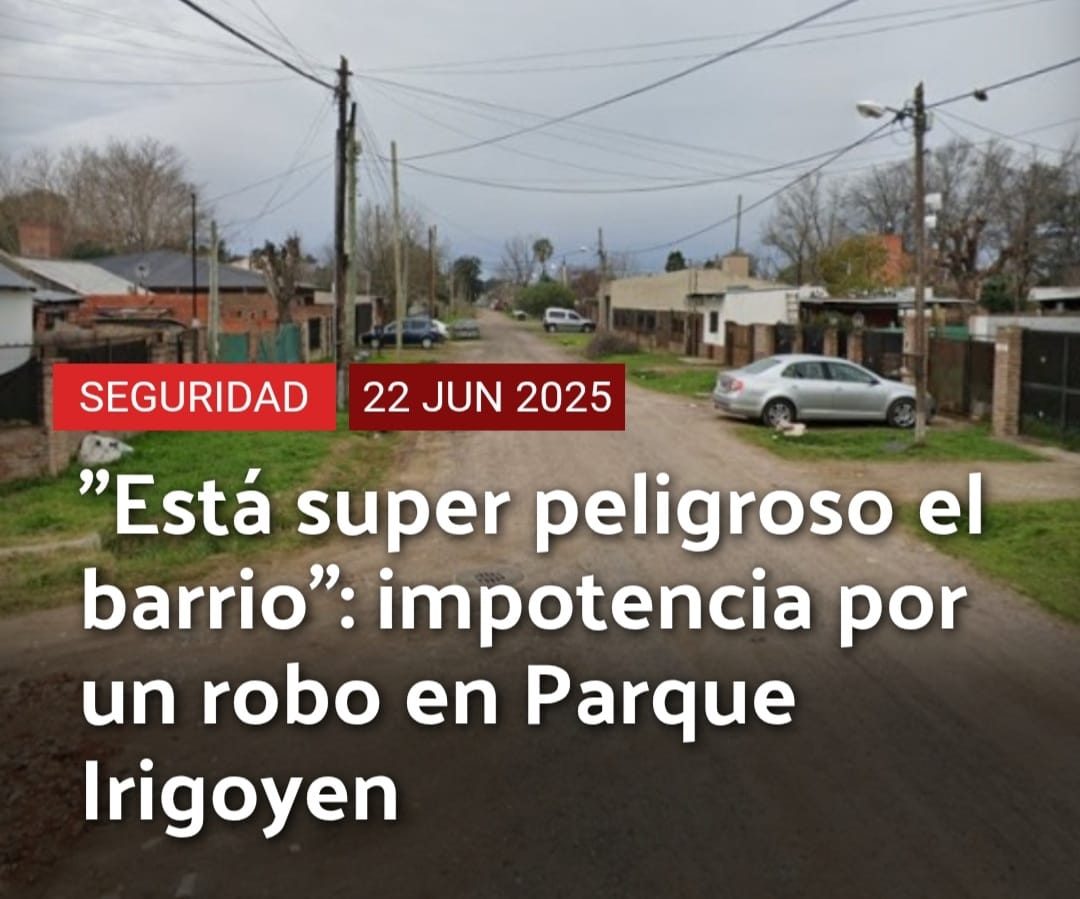 SEGURIDAD 22 JUN 2025
”Está super peligroso el
barrio”: impotencia por
un robo en Parque
Irigoyen